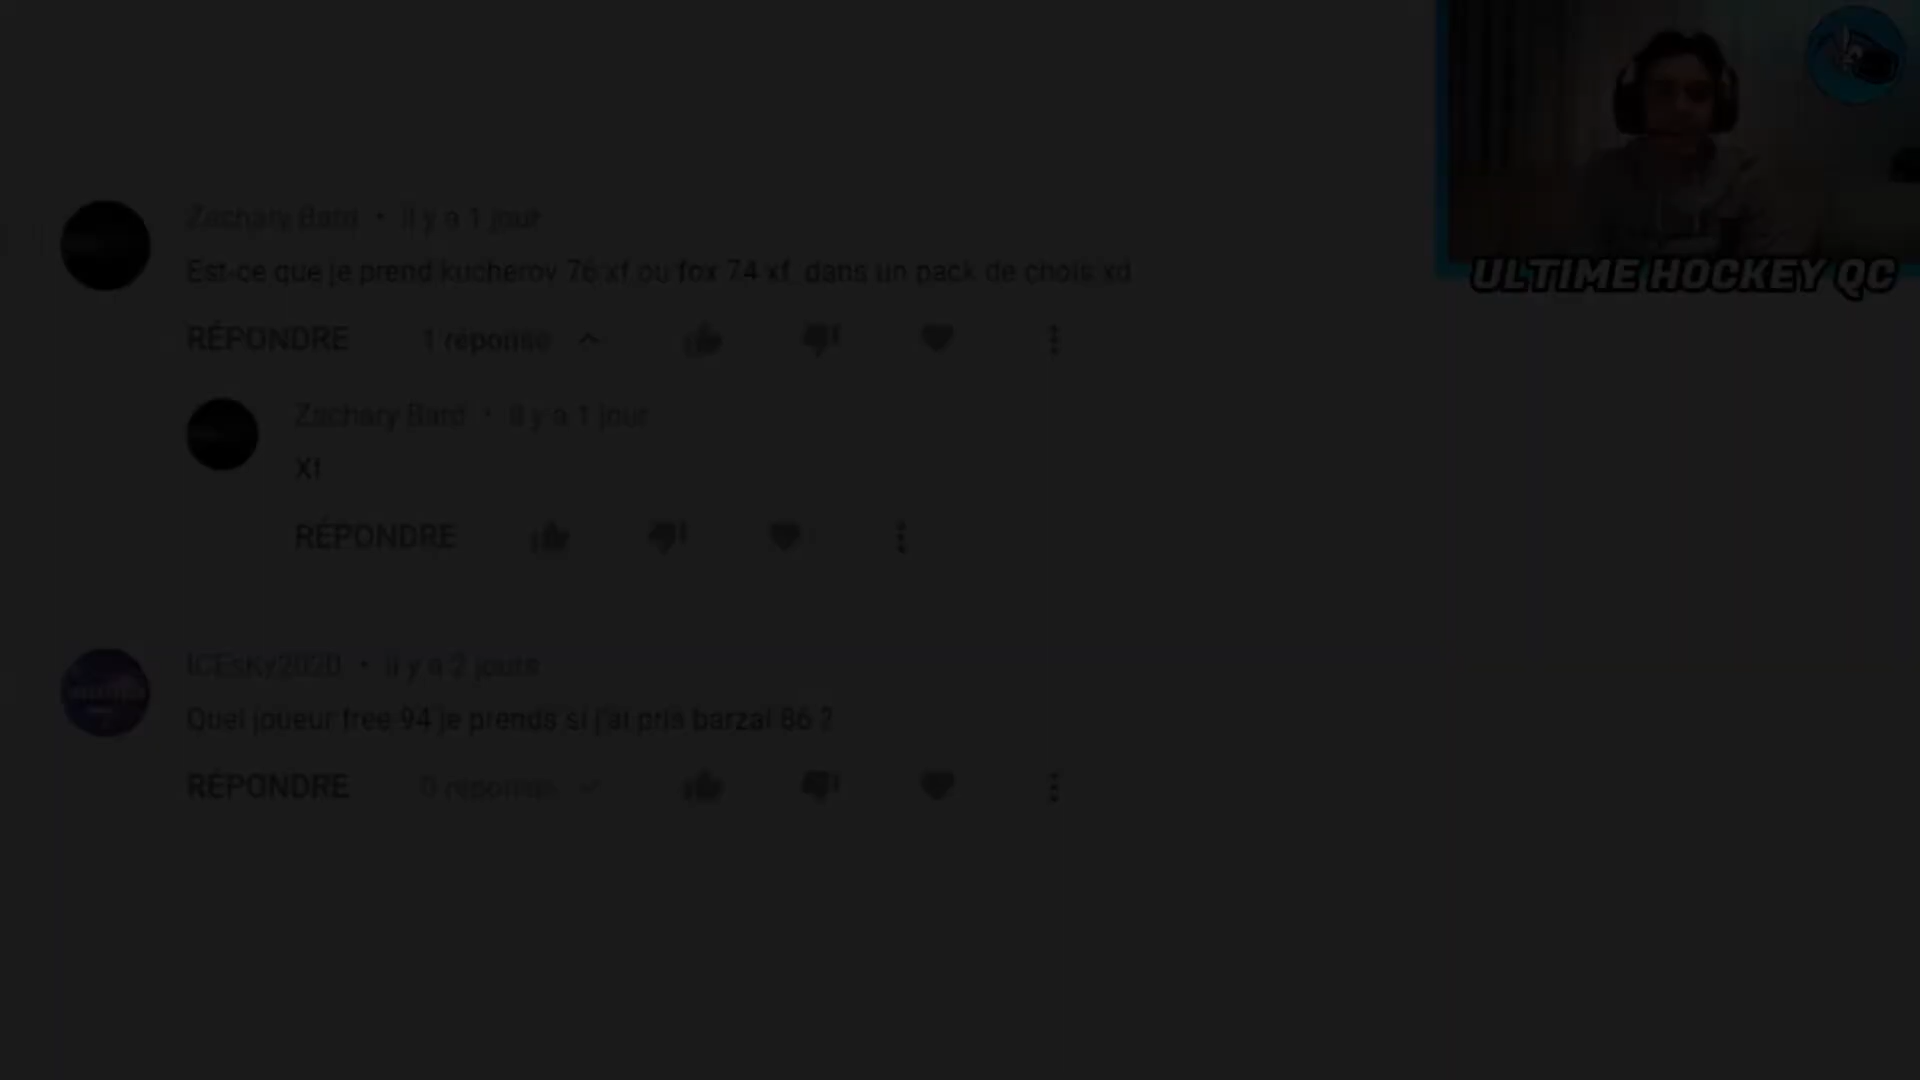 Zachary Bard • il y a 1 jour
Est-ce que je prend kucherov 76 xf ou fox 74 xf dans un pack de chois xd
RÉPONDRE 1 réponse
Zachary Bard • il y a 1 jour
Xf
RÉPONDRE
ICEsKy2020 • il y a 2 jours
Quel joueur free 94 je prends si j'ai pris barzal 86 ?
RÉPONDRE 0 réponse
ULTIME HOCKEY QC